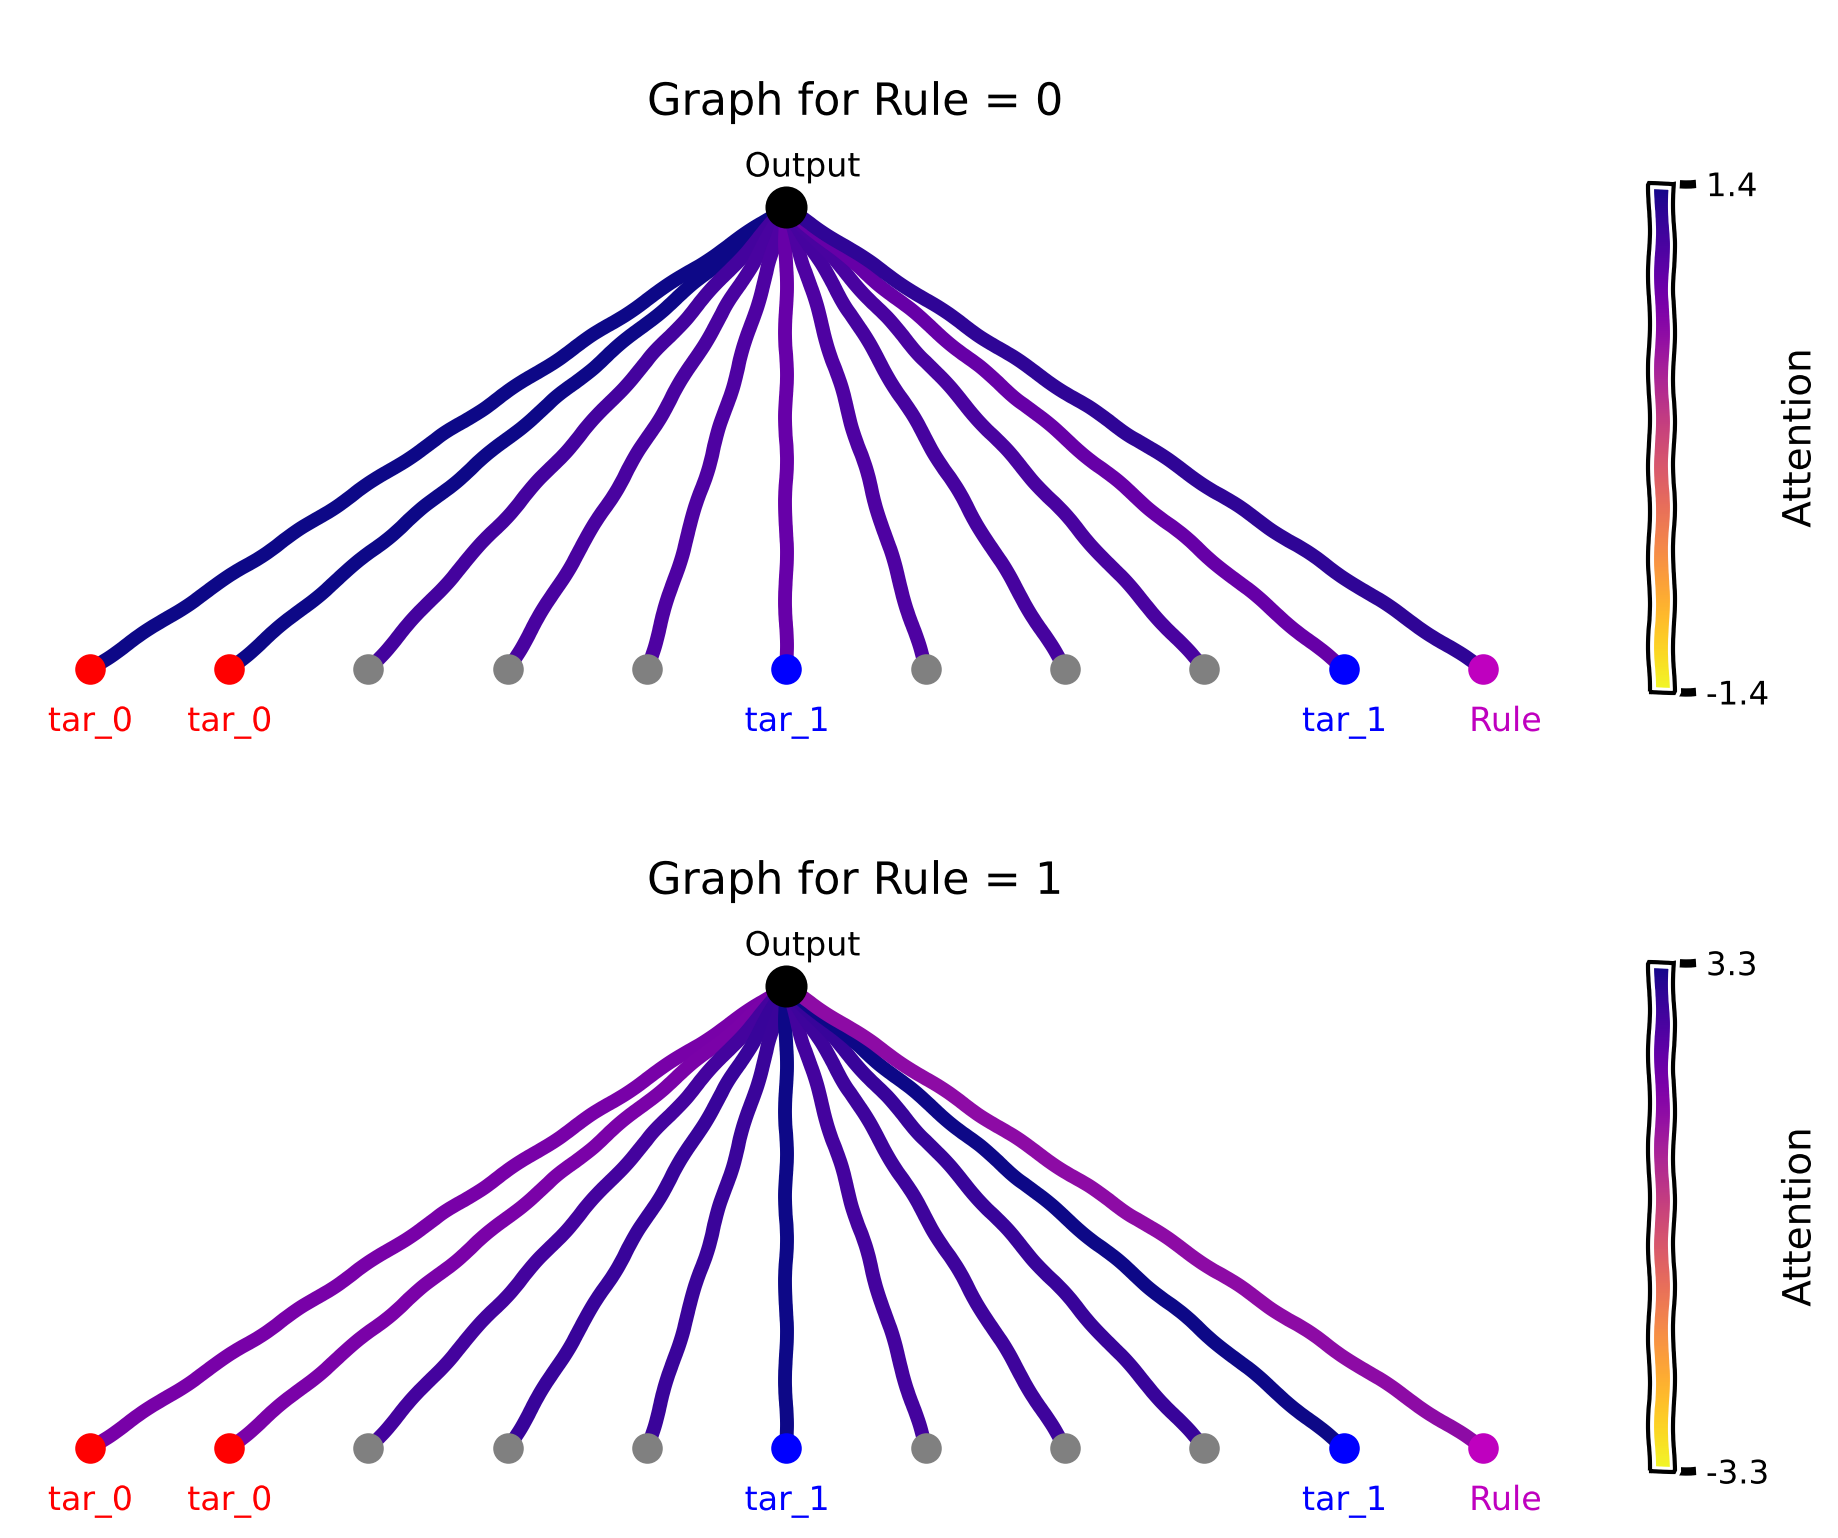 Graph for Rule = 0
Output
1.4
Attention
-1.4
tar_0 tar_0 tar_1 tar_1 Rule
Graph for Rule = 1
Output
3.3
Attention
-3.3
tar_0 tar_0 tar_1 tar_1 Rule